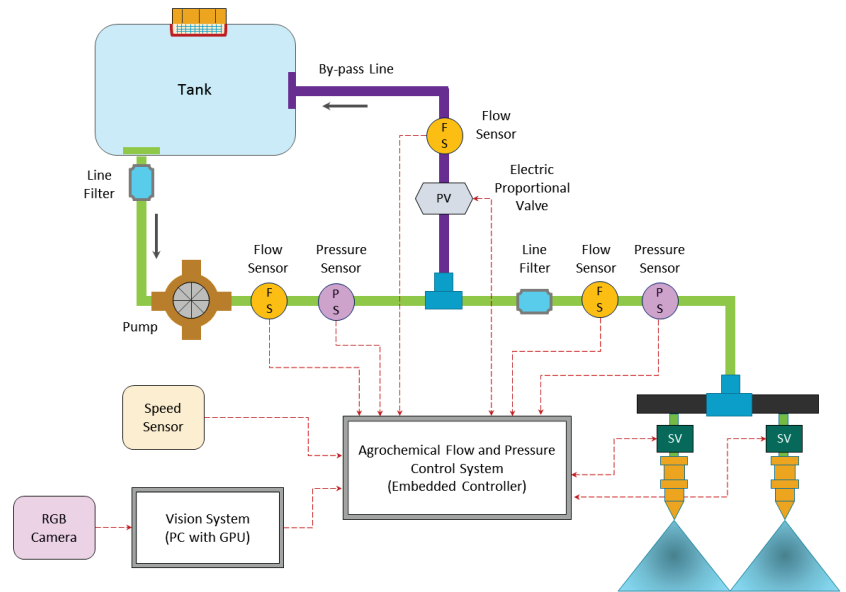 By-pass Line
Tank
Flow
Sensor
F
S
Line
Filter
Electric
Proportional
Valve
PV
Flow
Sensor
Pressure
Sensor
Line
Filter
Flow
Sensor
Pressure
Sensor
F
S
P
S
F
S
P
S
Pump
Speed
Sensor
Agrochemical Flow and Pressure
Control System
(Embedded Controller)
SV
SV
RGB
Camera
Vision System
(PC with GPU)